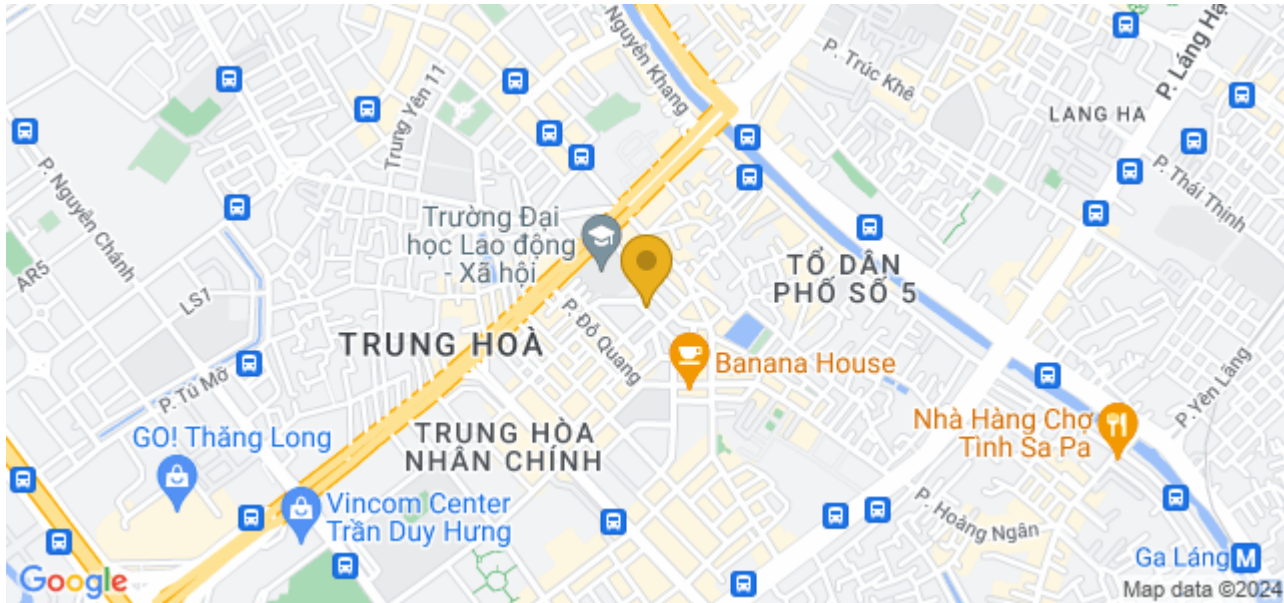 Nguyễn Khang
P. Trúc Khê
P. Láng Hạ
LANG HA
Trung Yên 11
P. Thái Thịnh
P. Nguyễn Chánh
Trường Đại
học Lao động
- Xã hội
TỔ DÂN
PHỐ SỐ 5
AR5
LS1
P. Đỗ Quang
TRUNG HOÀ
Banana House
P. Tú Mỡ
P. Yên Lãng
GO! Thăng Long
TRUNG HÒA
NHÂN CHÍNH
Nhà Hàng Chợ
Tình Sa Pa
Vincom Center
Trần Duy Hưng
P. Hoàng Ngân
Ga Láng
M
Google
Map data ©2024